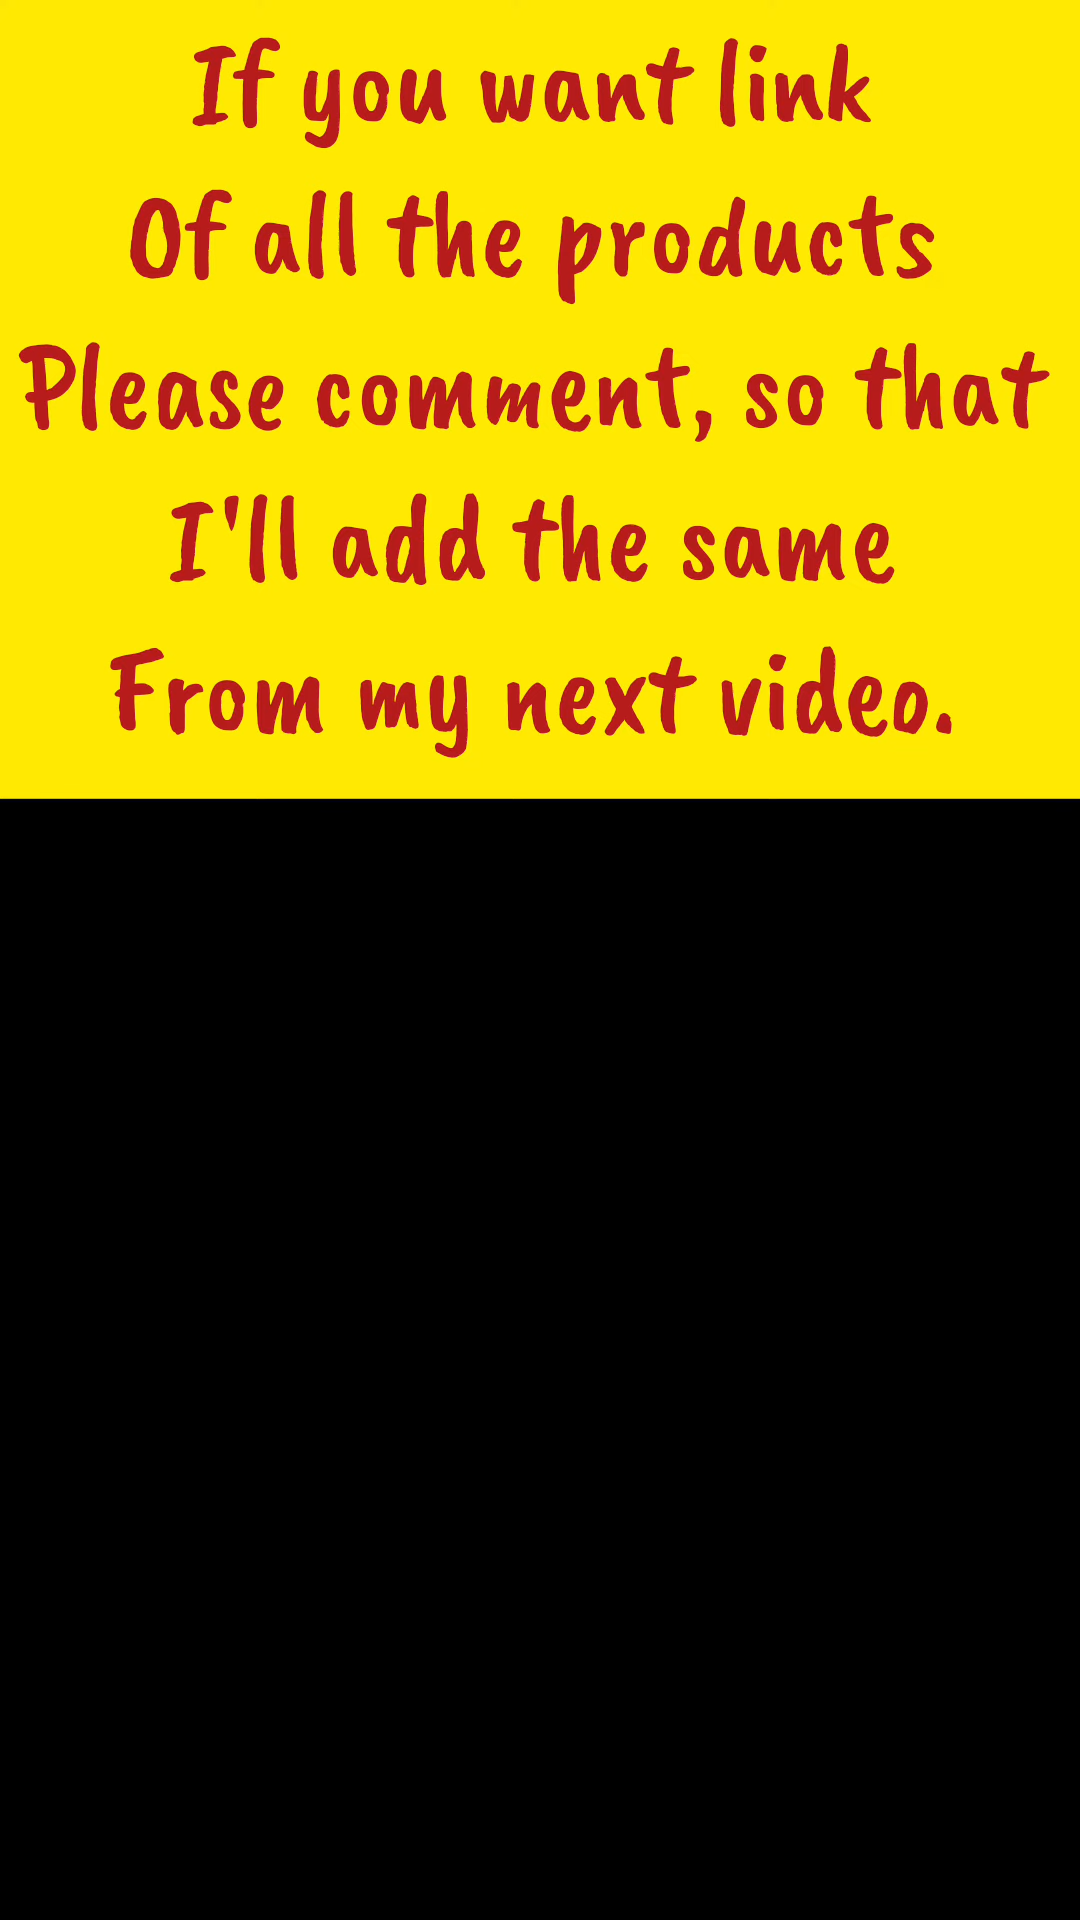 If you want link
Of all the products
Please comment, so that
I'll add the same
From my next video.